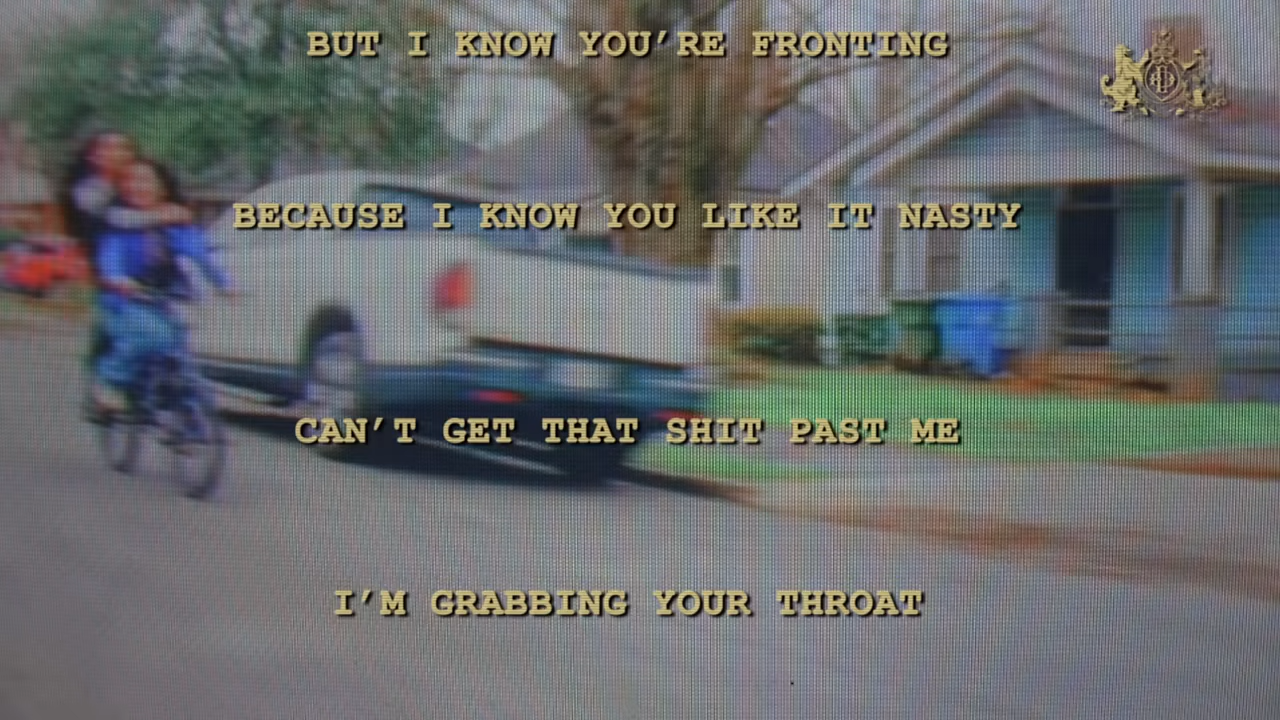 BUT I KNOW YOU'RE FRONTING
BECAUSE I KNOW YOU LIKE IT NASTY
CAN'T GET THAT SHIT PAST ME
I'M GRABBING YOUR THROAT